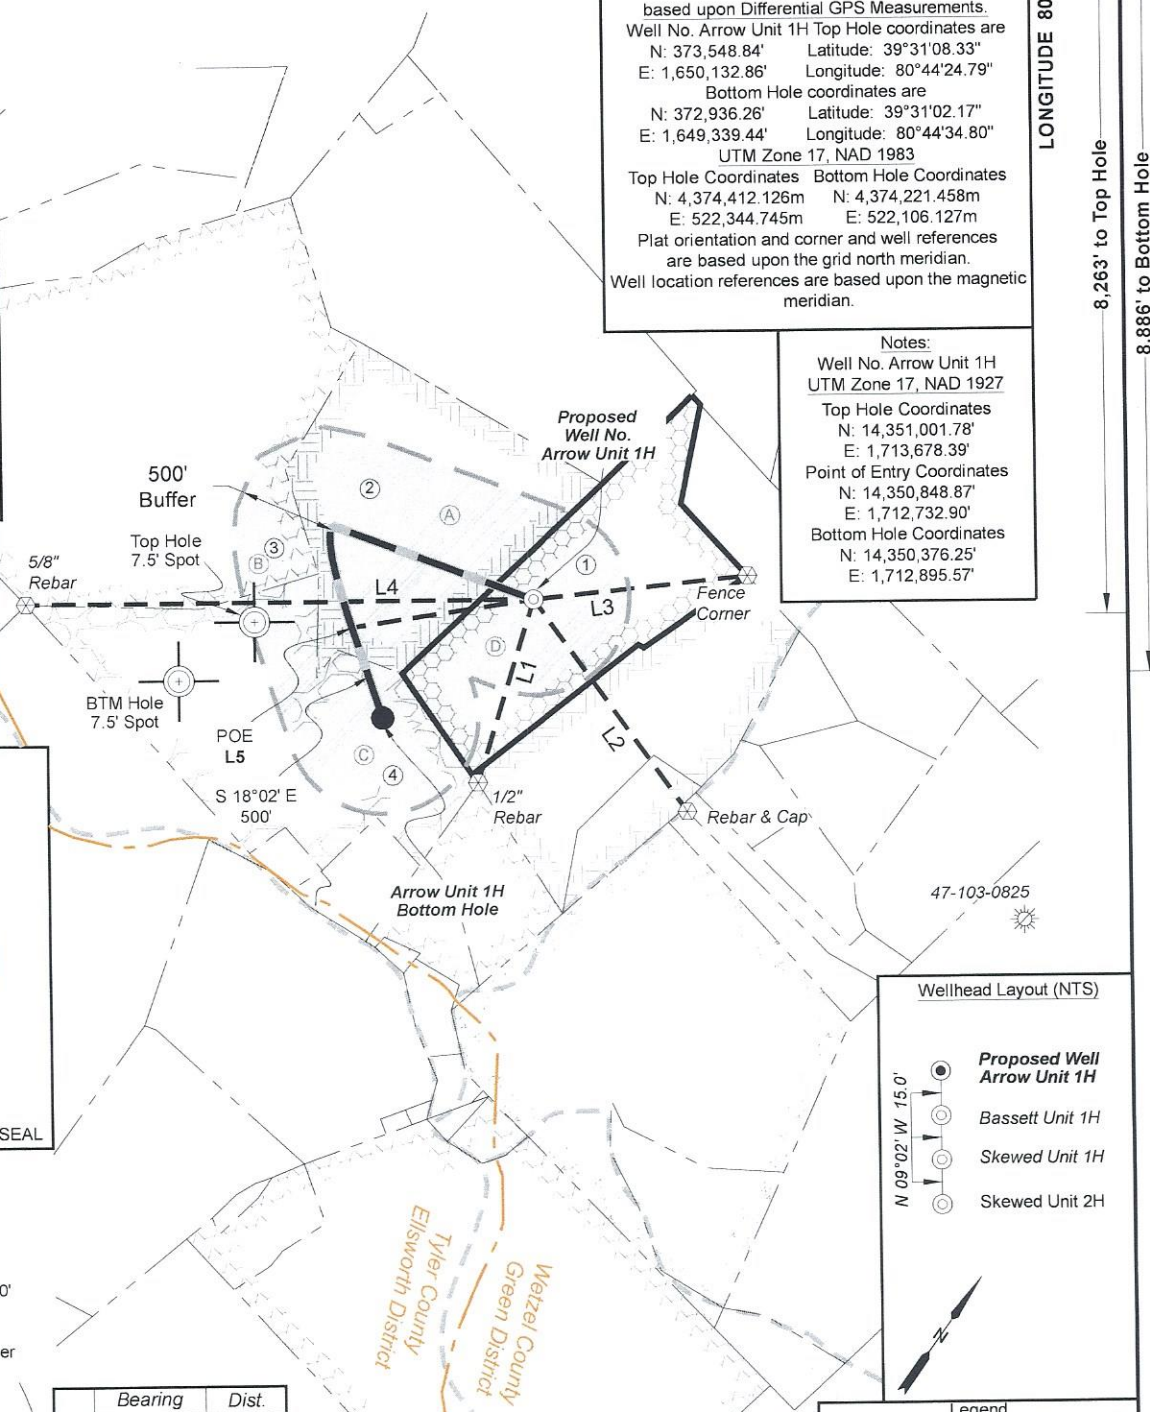 based upon Differential GPS Measurements.
Well No. Arrow Unit 1H Top Hole coordinates are
N: 373,548.84' Latitude: 39°31'08.33"
E: 1,650,132.86' Longitude: 80°44'24.79"
Bottom Hole coordinates are
N: 372,936.26' Latitude: 39°31'02.17"
E: 1,649,339.44' Longitude: 80°44'34.80"
UTM Zone 17, NAD 1983
Top Hole Coordinates Bottom Hole Coordinates
N: 4,374,412.126m N: 4,374,221.458m
E: 522,344.745m E: 522,106.127m
Plat orientation and corner and well references
are based upon the grid north meridian.
Well location references are based upon the magnetic
meridian.
LONGITUDE 80
8,263' to Top Hole
8,886' to Bottom Hole
Notes:
Well No. Arrow Unit 1H
UTM Zone 17, NAD 1927
Top Hole Coordinates
N: 14,351,001.78'
E: 1,713,678.39'
Point of Entry Coordinates
N: 14,350,848.87'
E: 1,712,732.90'
Bottom Hole Coordinates
N: 14,350,376.25'
E: 1,712,895.57'
Proposed
Well No.
Arrow Unit 1H
500'
Buffer
2
A
Top Hole
7.5' Spot
3
B
1
5/8"
Rebar
L4
L3
Fence
Corner
D
L1
L2
BTM Hole
7.5' Spot
POE
L5
C
4
S 18°02' E
500'
1/2"
Rebar
Rebar & Cap
Arrow Unit 1H
Bottom Hole
47-103-0825
Wellhead Layout (NTS)
Proposed Well
Arrow Unit 1H
Bassett Unit 1H
Skewed Unit 1H
Skewed Unit 2H
N 09°02' W 15.0'
N
SEAL
Tyler County
Ellsworth District
Wetzel County
Green District
0'
er
Bearing Dist.
Legend